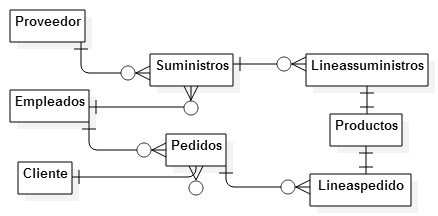 Proveedor
Suministros
Lineassuministros
Empleados
Productos
Pedidos
Cliente
Lineaspedido